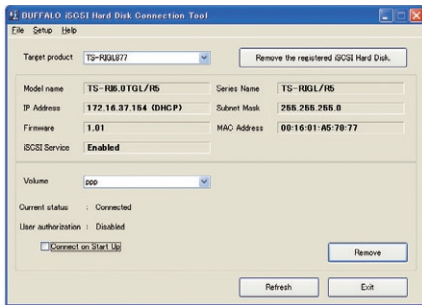 BUFFALO iSCSI Hard Disk Connection Tool
File Setup Help
Target product TS-RIGL877 Remove the registered iSCSI Hard Disk.
Model name TS-RI6.0TGL/R5 Series Name TS-RIGL/R5
IP Address 172.16.37.154 (DHCP) Subnet Mask 255.255.255.0
Firmware 1.01 MAC Address 00:16:01:A5:78:77
iSCSI Service Enabled
Volume ppp
Current status : Connected
User authorization : Disabled
Connect on Start Up
Remove
Refresh Exit